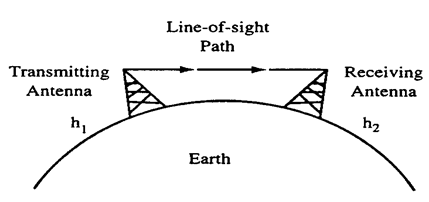 Line-of-sight
Path
Transmitting
Antenna
Receiving
Antenna
h₁
h₂
Earth